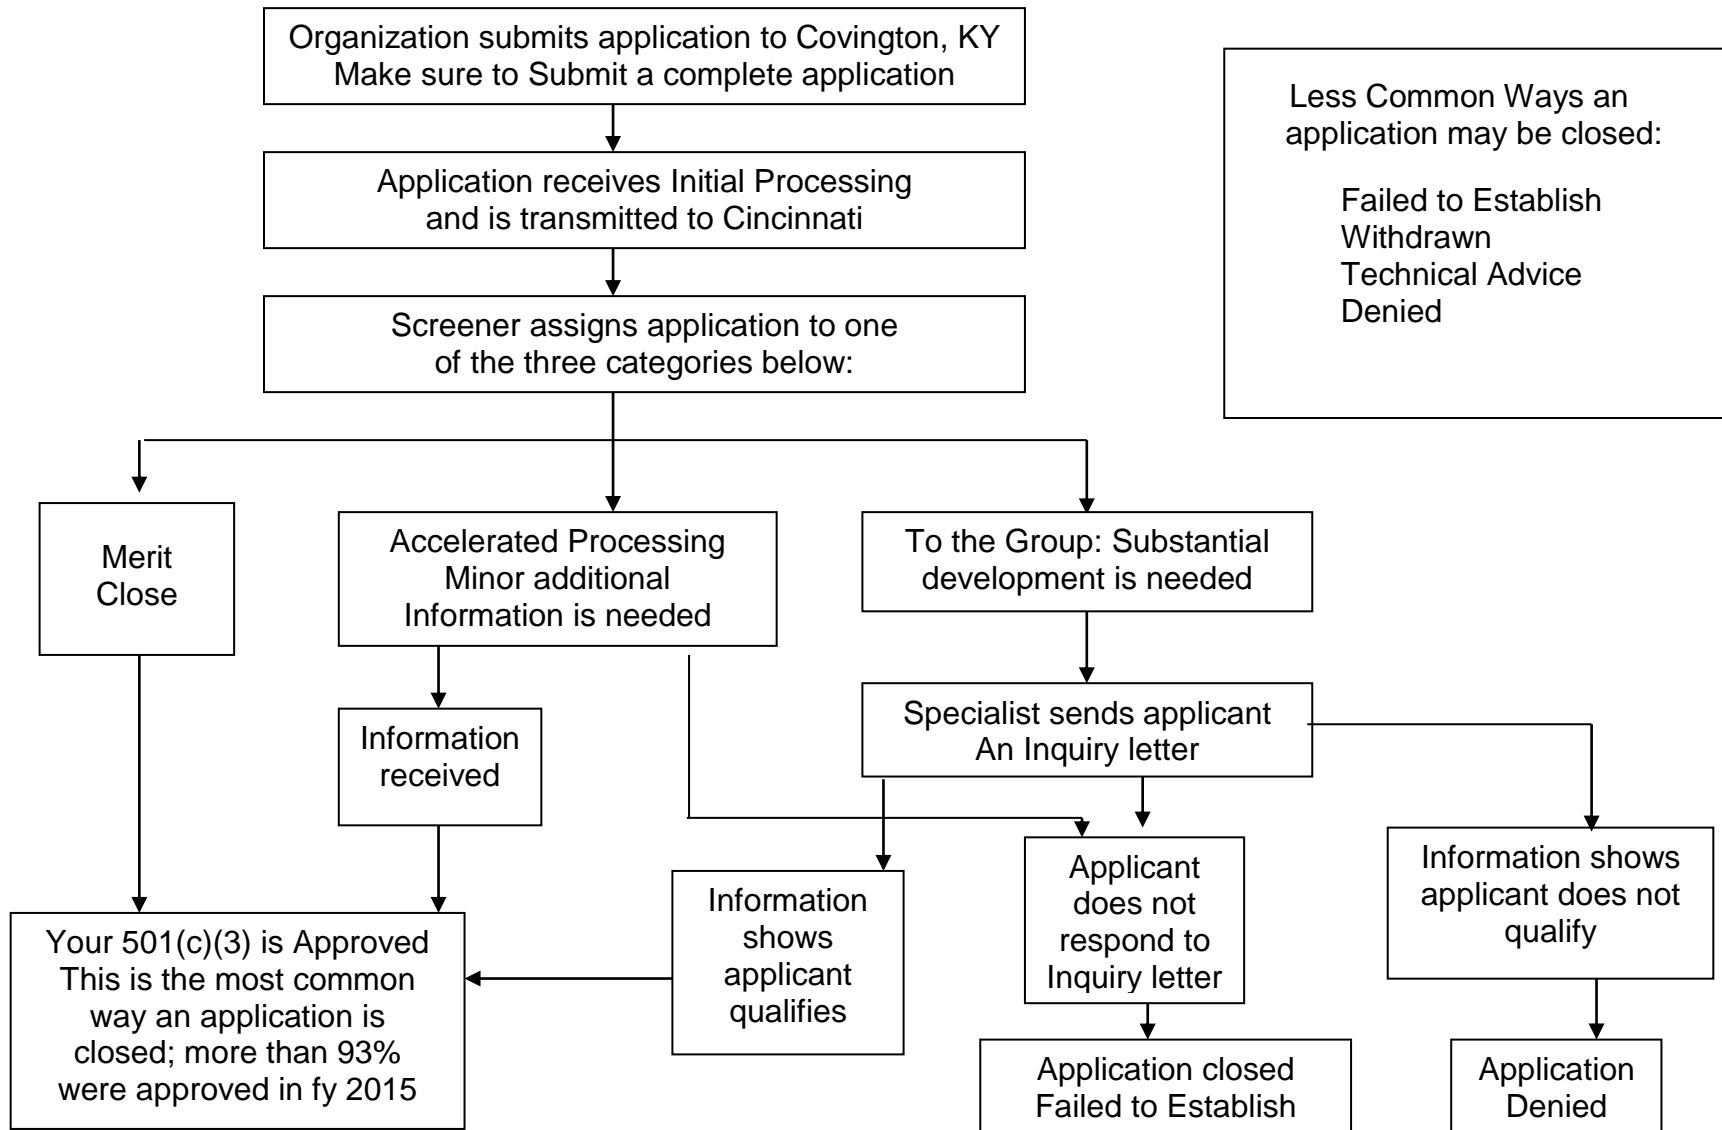 Organization submits application to Covington, KY
Make sure to Submit a complete application
Less Common Ways an
application may be closed:
Failed to Establish
Withdrawn
Technical Advice
Denied
Application receives Initial Processing
and is transmitted to Cincinnati
Screener assigns application to one
of the three categories below:
Merit
Close
Accelerated Processing
Minor additional
Information is needed
To the Group: Substantial
development is needed
Information
received
Specialist sends applicant
An Inquiry letter
Information
shows
applicant
qualifies
Applicant
does not
respond to
Inquiry letter
Information shows
applicant does not
qualify
Your 501(c)(3) is Approved
This is the most common
way an application is
closed; more than 93%
were approved in fy 2015
Application closed
Failed to Establish
Application
Denied